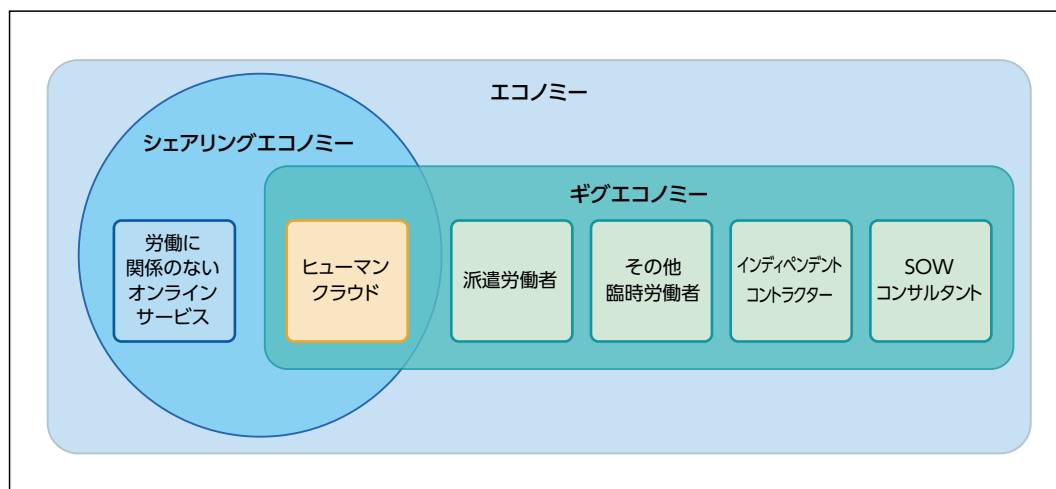 エコノミー
シェアリングエコノミー
ギグエコノミー
労働に
関係のない
オンライン
サービス
ヒューマン
クラウド
派遣労働者
その他
臨時労働者
インディペンデント
コントラクター
SOW
コンサルタント